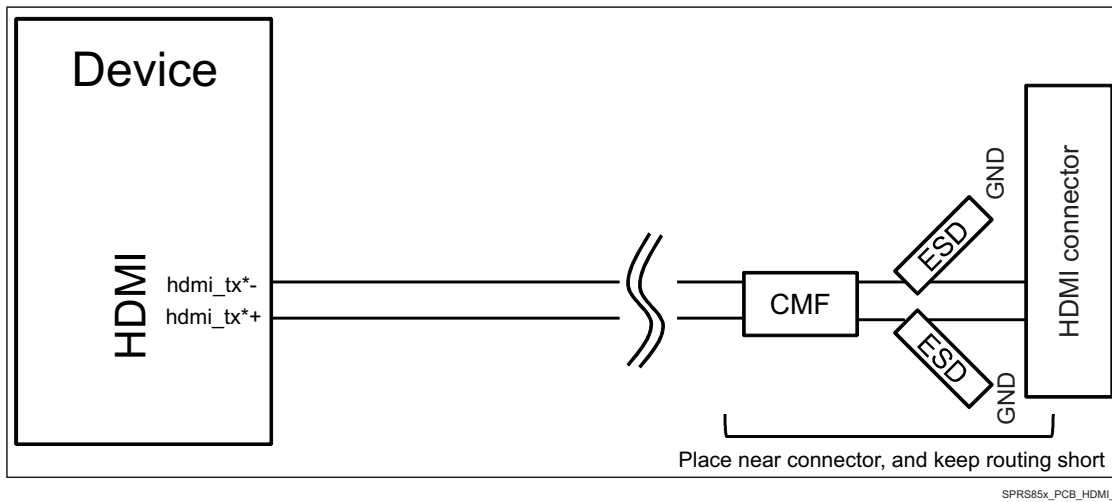 Device
HDMI
hdmi_tx*-
hdmi_tx*+
CMF
ESD
GND
ESD
GND
HDMI connector
Place near connector, and keep routing short
SPRS85x_PCB_HDMI_